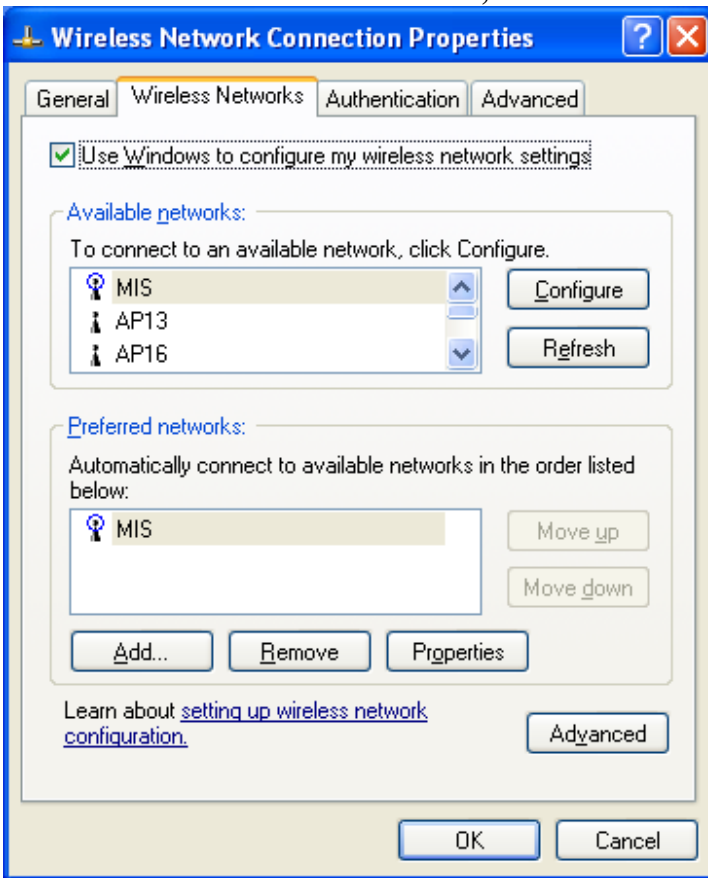 Wireless Network Connection Properties
General Wireless Networks Authentication Advanced
Use Windows to configure my wireless network settings
Available networks:
To connect to an available network, click Configure.
MIS
AP13
AP16
Configure
Refresh
Preferred networks:
Automatically connect to available networks in the order listed
below:
MIS
Move up
Move down
Add... Remove Properties
Learn about setting up wireless network
configuration.
Advanced
OK Cancel